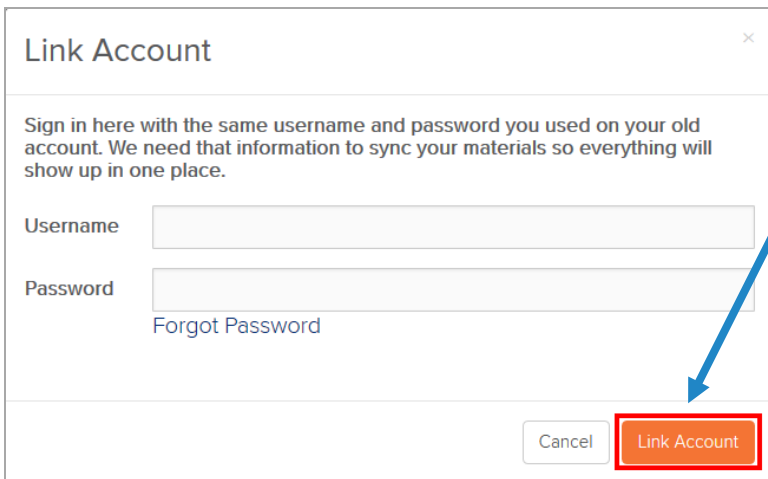 Link Account
×
Sign in here with the same username and password you used on your old
account. We need that information to sync your materials so everything will
show up in one place.
Username
Password
Forgot Password
Cancel
Link Account